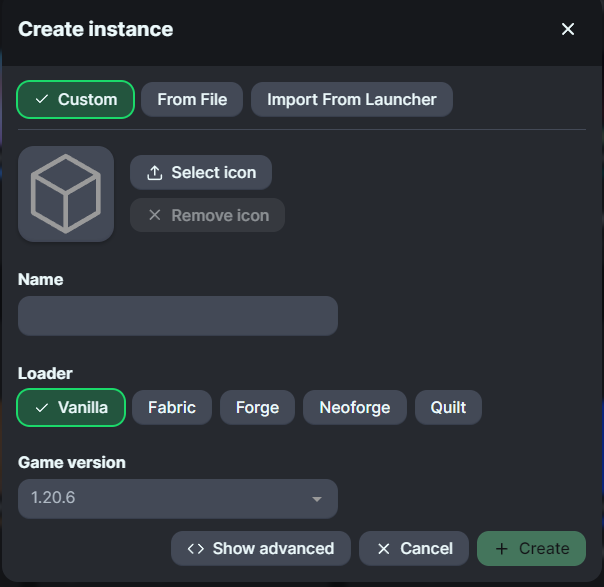 Create instance
Custom From File Import From Launcher
Select icon
Remove icon
Name
Loader
Vanilla Fabric Forge Neoforge Quilt
Game version
1.20.6
Show advanced Cancel Create